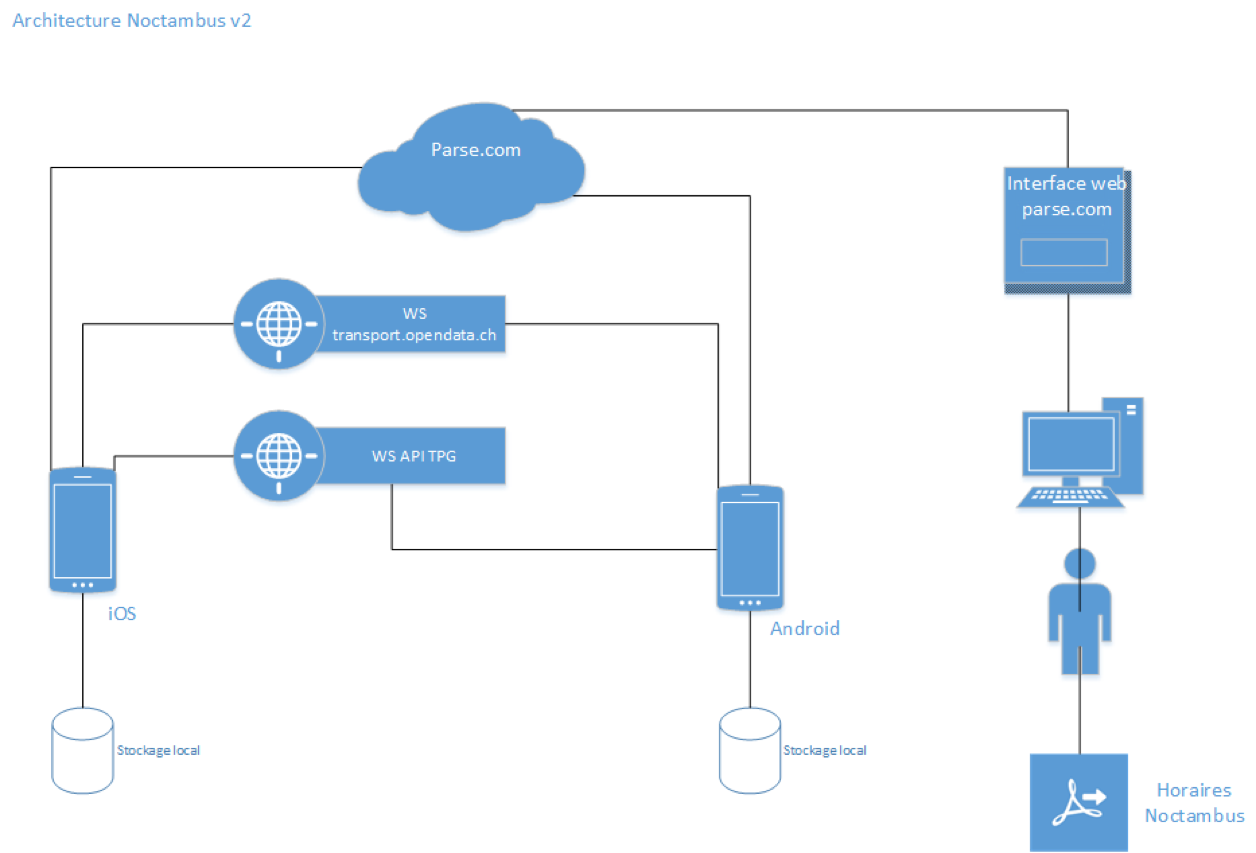 Architecture Noctambus v2
Parse.com
Interface web
parse.com
WS
transport.opendata.ch
WS API TPG
iOS
Android
Stockage local
Stockage local
Horaires
Noctambus